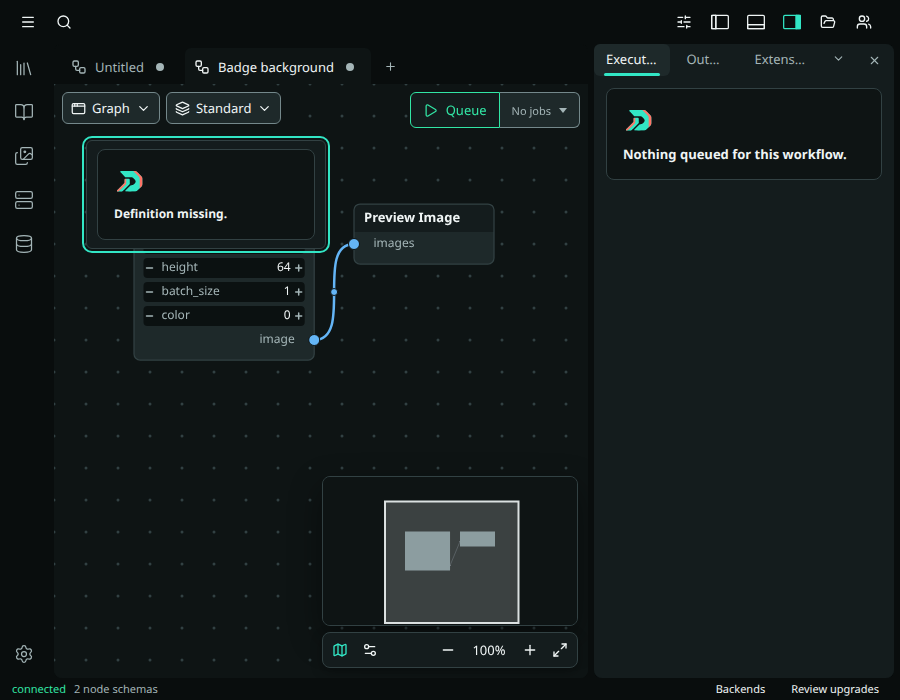 Untitled
Badge background
Graph
Standard
Queue
No jobs
Definition missing.
height
64
batch_size
1
color
0
image
Preview Image
images
100%
Execut...
Out...
Extens...
Nothing queued for this workflow.
connected
2 node schemas
Backends
Review upgrades